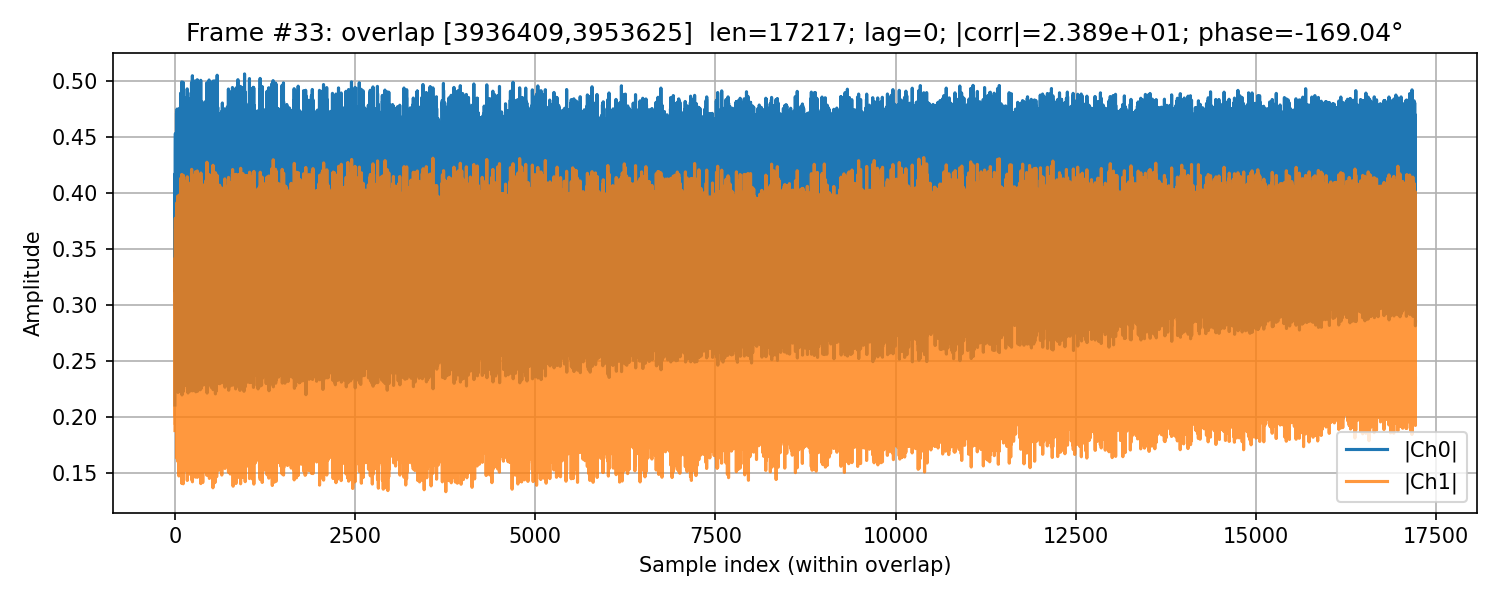 Frame #33: overlap [3936409,3953625]  len=17217; lag=0; |corr|=2.389e+01; phase=-169.04°
Amplitude
0.50
0.45
0.40
0.35
0.30
0.25
0.20
0.15
|Ch0|
|Ch1|
0 2500 5000 7500 10000 12500 15000 17500
Sample index (within overlap)